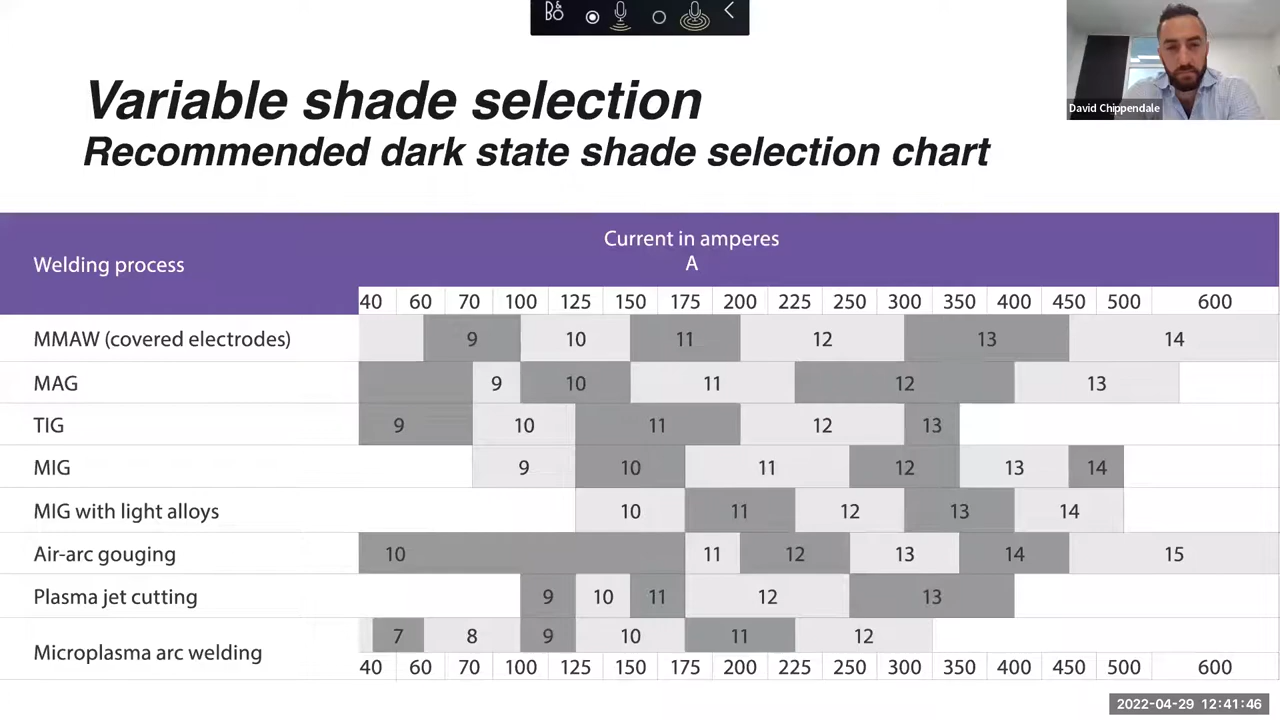 B&O
David Chippendale
Variable shade selection
Recommended dark state shade selection chart
Welding process
Current in amperes
A
40 60 70 100 125 150 175 200 225 250 300 350 400 450 500 600
MMAW (covered electrodes) 9 10 11 12 13 14
MAG 9 10 11 12 13
TIG 9 10 11 12 13
MIG 9 10 11 12 13 14
MIG with light alloys 10 11 12 13 14
Air-arc gouging 10 11 12 13 14 15
Plasma jet cutting 9 10 11 12 13
Microplasma arc welding 7 8 9 10 11 12
40 60 70 100 125 150 175 200 225 250 300 350 400 450 500 600
2022-04-29 12:41:46